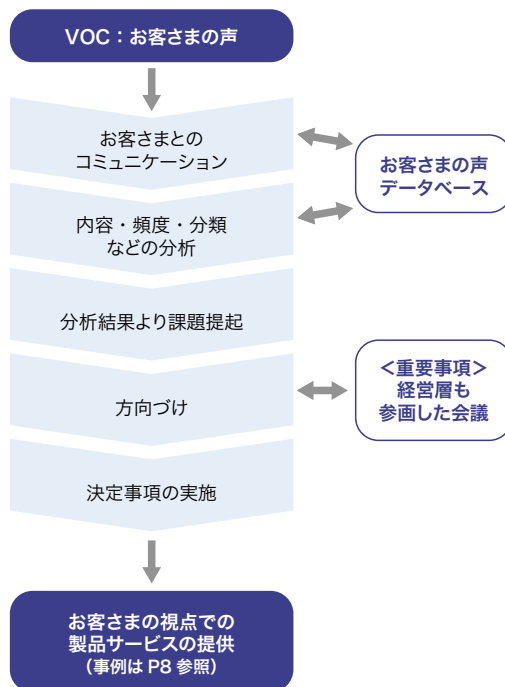 VOC：お客さまの声
お客さまとの
コミュニケーション
お客さまの声
データベース
内容・頻度・分類
などの分析
分析結果より課題提起
方向づけ
＜重要事項＞
経営層も
参画した会議
決定事項の実施
お客さまの視点での
製品サービスの提供
（事例は P8 参照）